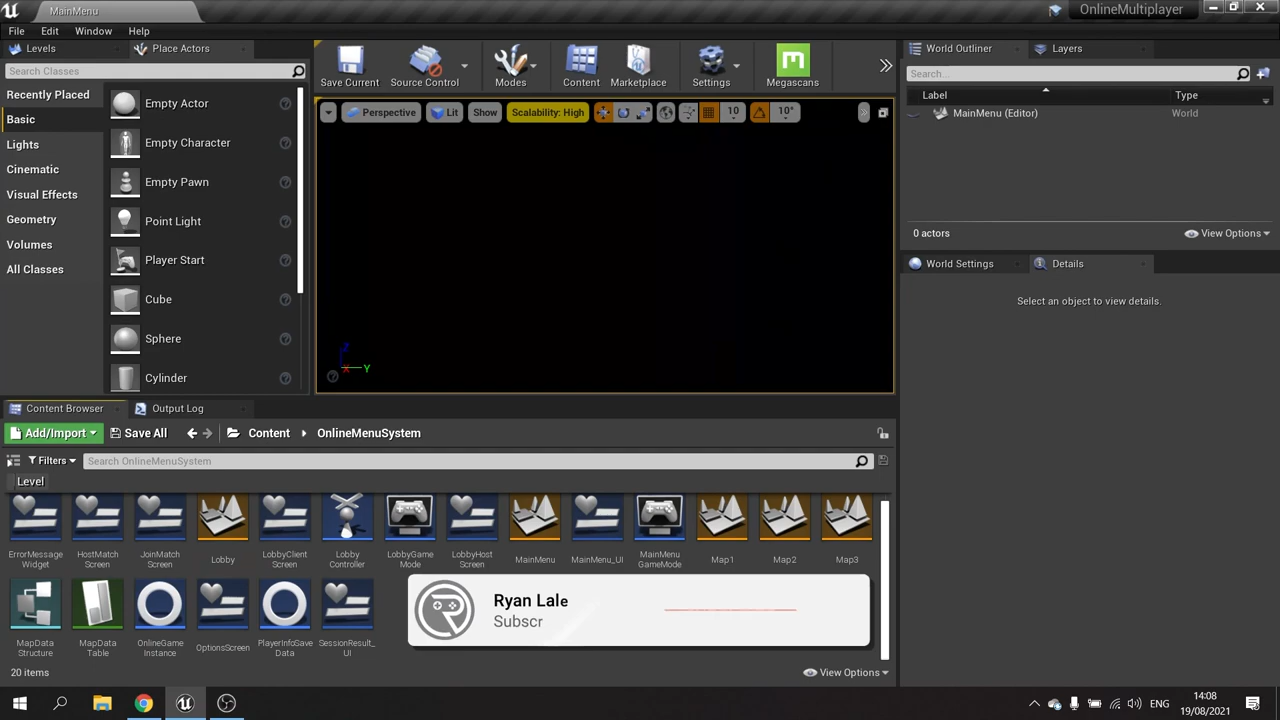 MainMenu
OnlineMultiplayer
File Edit Window Help
Levels
Place Actors
Search Classes
Recently Placed
Basic
Lights
Cinematic
Visual Effects
Geometry
Volumes
All Classes
Empty Actor
Empty Character
Empty Pawn
Point Light
Player Start
Cube
Sphere
Cylinder
Save Current
Source Control
Modes
Content
Marketplace
Settings
Megascans
Perspective
Lit
Show
Scalability: High
10
10°
Z
X
Y
World Outliner
Layers
Search...
Label
Type
MainMenu (Editor)
World
0 actors
View Options
World Settings
Details
Select an object to view details.
Content Browser
Output Log
Add/Import
Save All
Content
OnlineMenuSystem
Filters
Search OnlineMenuSystem
Level
ErrorMessage
Widget
HostMatch
Screen
JoinMatch
Screen
Lobby
LobbyClient
Screen
Lobby
Controller
LobbyGame
Mode
LobbyHost
Screen
MainMenu
MainMenu_UI
MainMenu
GameMode
Map1
Map2
Map3
MapData
Structure
MapData
Table
OnlineGame
Instance
OptionsScreen
PlayerInfoSave
Data
SessionResult_
UI
Ryan Lale
Subscr
20 items
View Options
ENG
14:08
19/08/2021